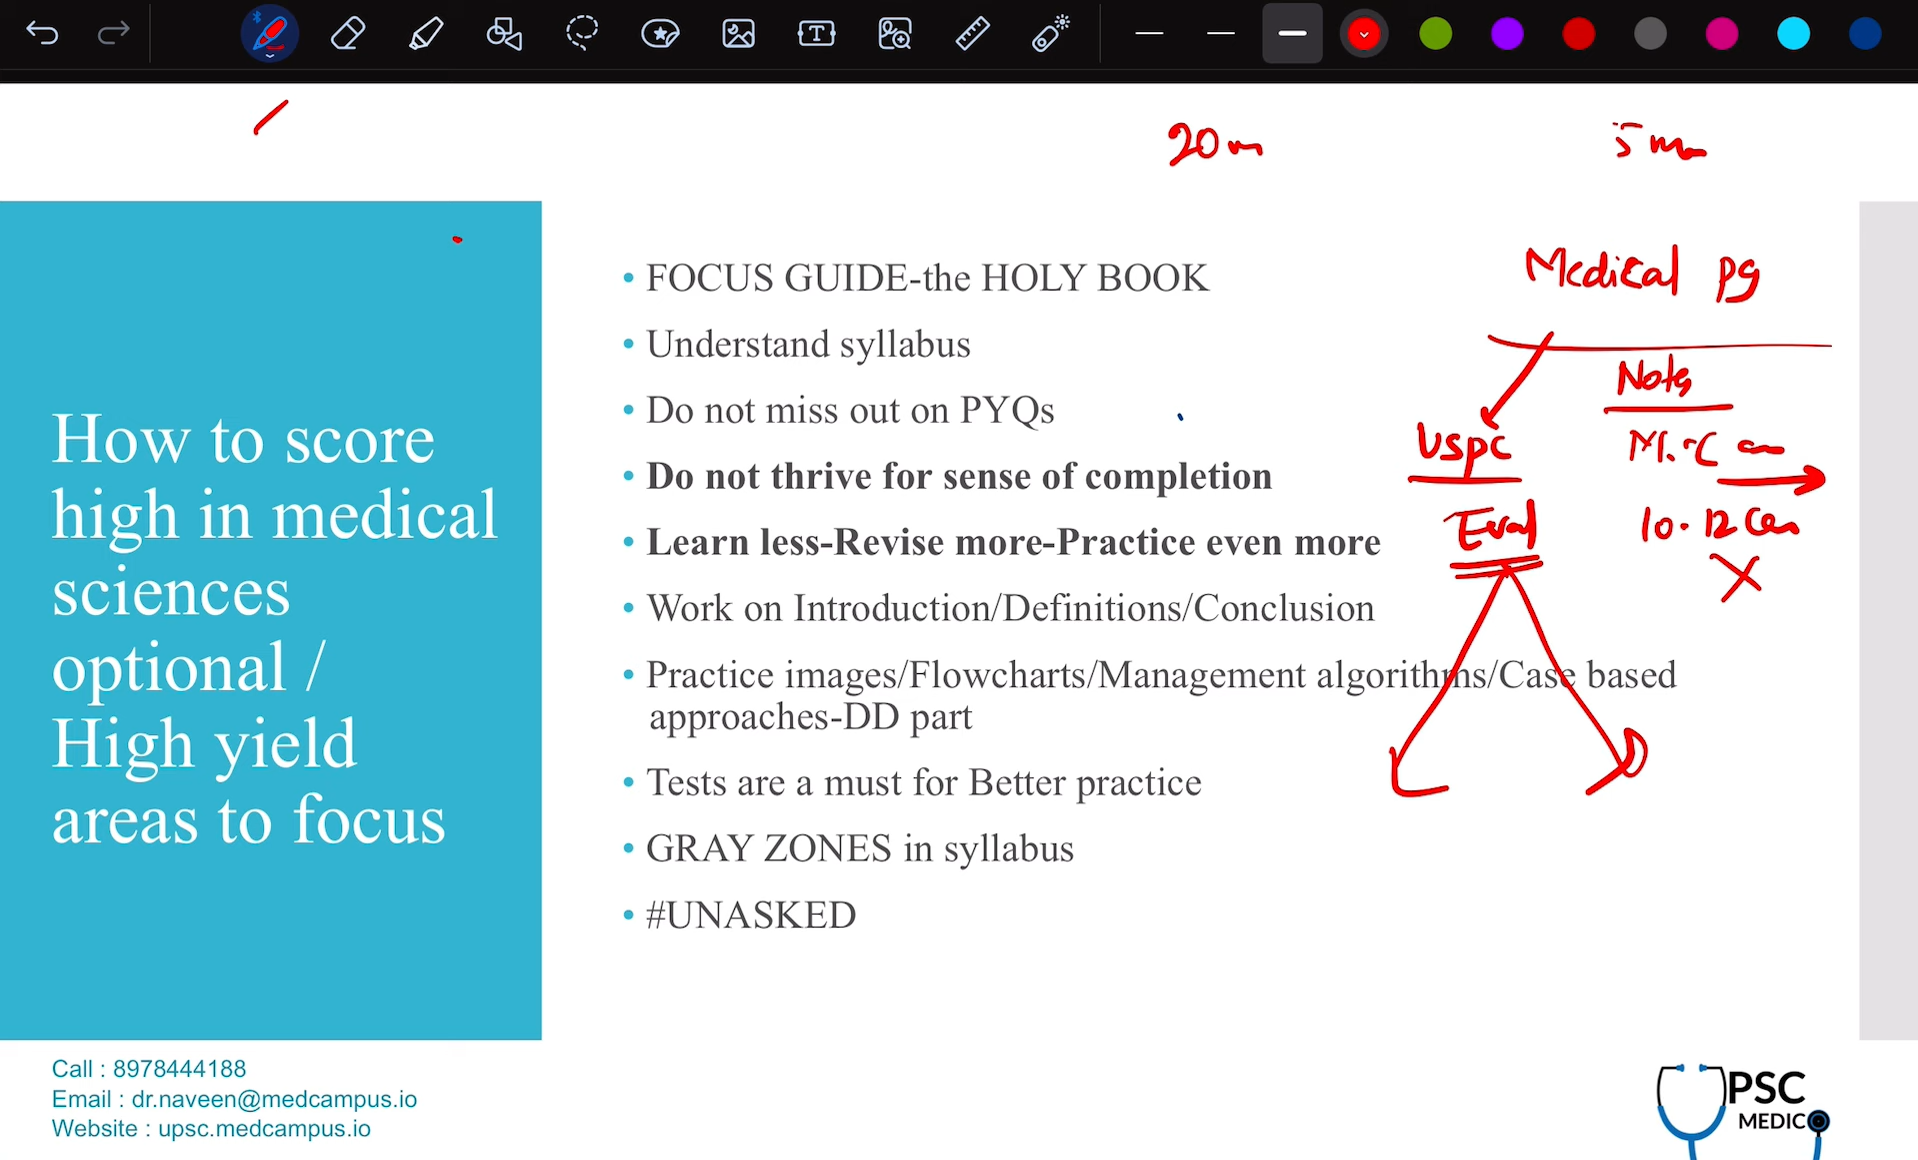 20m
5m
How to score
high in medical
sciences
optional /
High yield
areas to focus
• FOCUS GUIDE-the HOLY BOOK
• Understand syllabus
• Do not miss out on PYQs
• Do not thrive for sense of completion
• Learn less-Revise more-Practice even more
• Work on Introduction/Definitions/Conclusion
• Practice images/Flowcharts/Management algorithms/Case based
approaches-DD part
• Tests are a must for Better practice
• GRAY ZONES in syllabus
• #UNASKED
Medical pg
Notes
USPC
Eval
10-12
Call : 8978444188
Email : dr.naveen@medcampus.io
Website : upsc.medcampus.io
UPSC
MEDICO